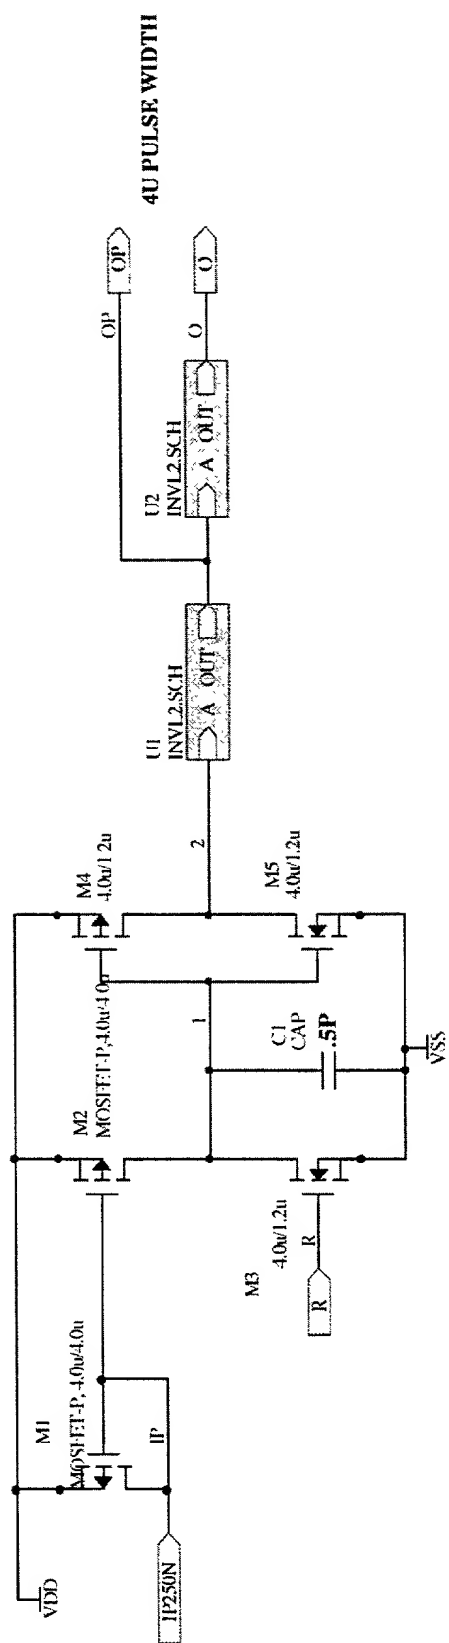 VDD
M1
MOSFET-P, 4.0u/4.0u
IP
IP250N
M2
MOSFET-P, 4.0u/4.0u
M3
4.0u/1.2u
R
R
1
C1
CAP
.5P
VSS
M4
4.0u/1.2u
M5
4.0u/1.2u
2
U1
INVL2.SCH
A OUT
U2
INVL2.SCH
A OUT
OP
OP
O
O
4U PULSE WIDTH